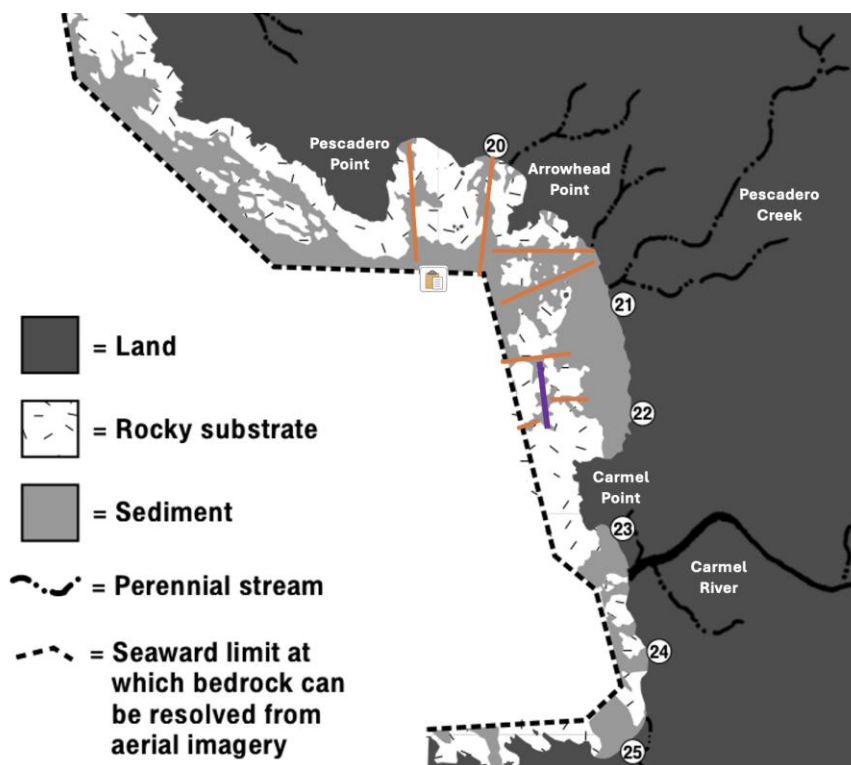 Pescadero
Point
20
Arrowhead
Point
Pescadero
Creek
21
22
Carmel
Point
23
Carmel
River
24
25
= Land
= Rocky substrate
= Sediment
= Perennial stream
= Seaward limit at
which bedrock can
be resolved from
aerial imagery